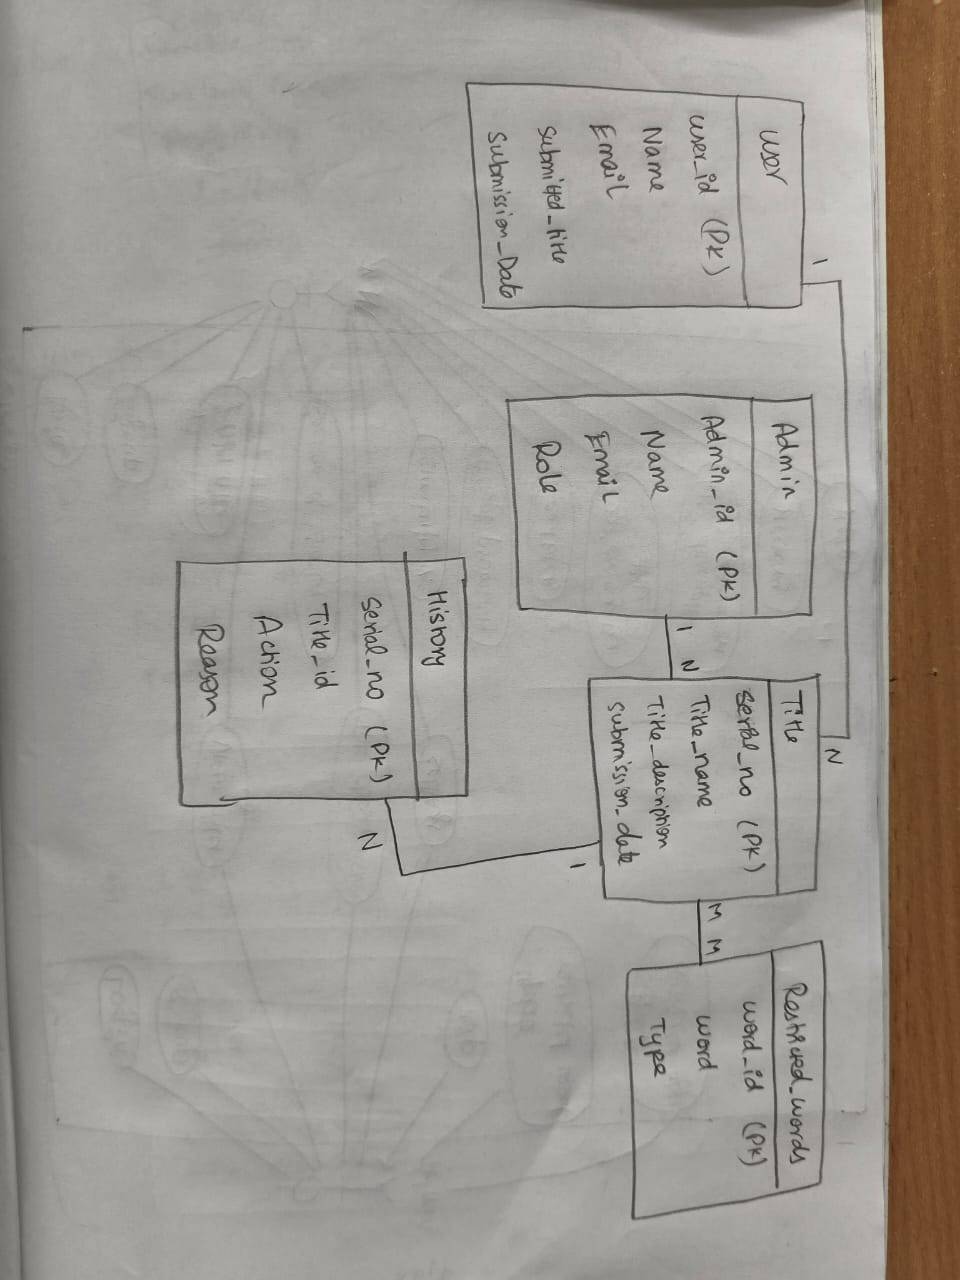 User
user_id (PK)
Name
Email
submitted_title
Submission_Date
1
N
Admin
Admin_id (PK)
Name
Email
Role
1
N
Title
serial_no (PK)
Title_name
Title_description
submission_date
M
M
Restricted_words
word_id (PK)
word
Type
1
N
History
Serial_no (PK)
Title_id
Action
Reason